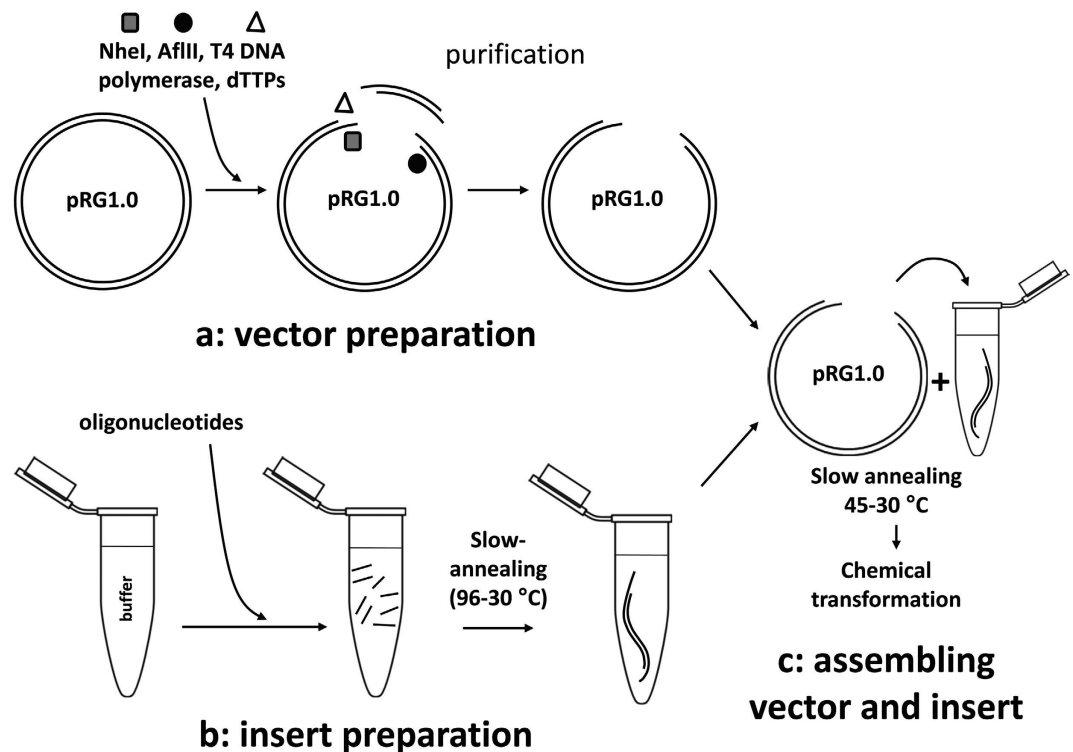 NheI, AflII, T4 DNA
polymerase, dTTPs
purification
pRG1.0
pRG1.0
pRG1.0
a: vector preparation
oligonucleotides
buffer
Slow-
annealing
(96-30 °C)
b: insert preparation
pRG1.0
+
Slow annealing
45-30 °C
Chemical
transformation
c: assembling
vector and insert